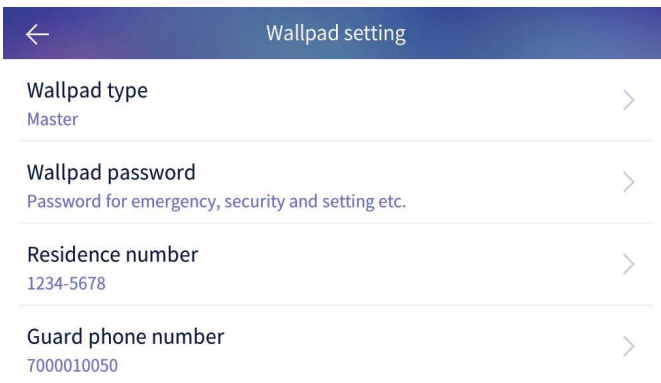 Wallpad setting
Wallpad type
Master
Wallpad password
Password for emergency, security and setting etc.
Residence number
1234-5678
Guard phone number
7000010050